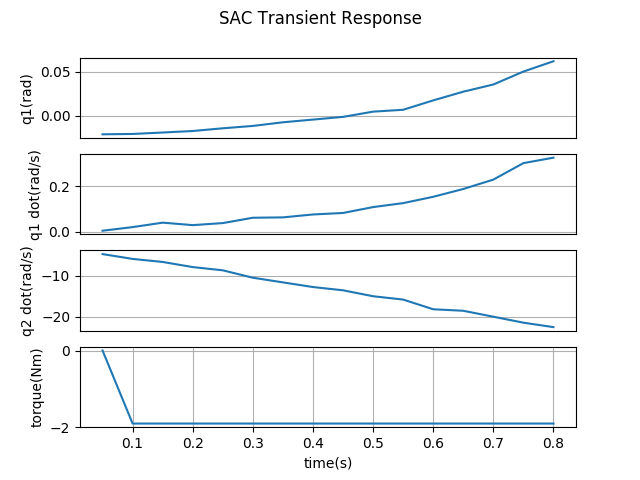 SAC Transient Response
0.05
0.00
q1(rad)
0.2
0.0
q1 dot(rad/s)
−10
−20
q2 dot(rad/s)
0
−2
torque(Nm)
0.1 0.2 0.3 0.4 0.5 0.6 0.7 0.8
time(s)